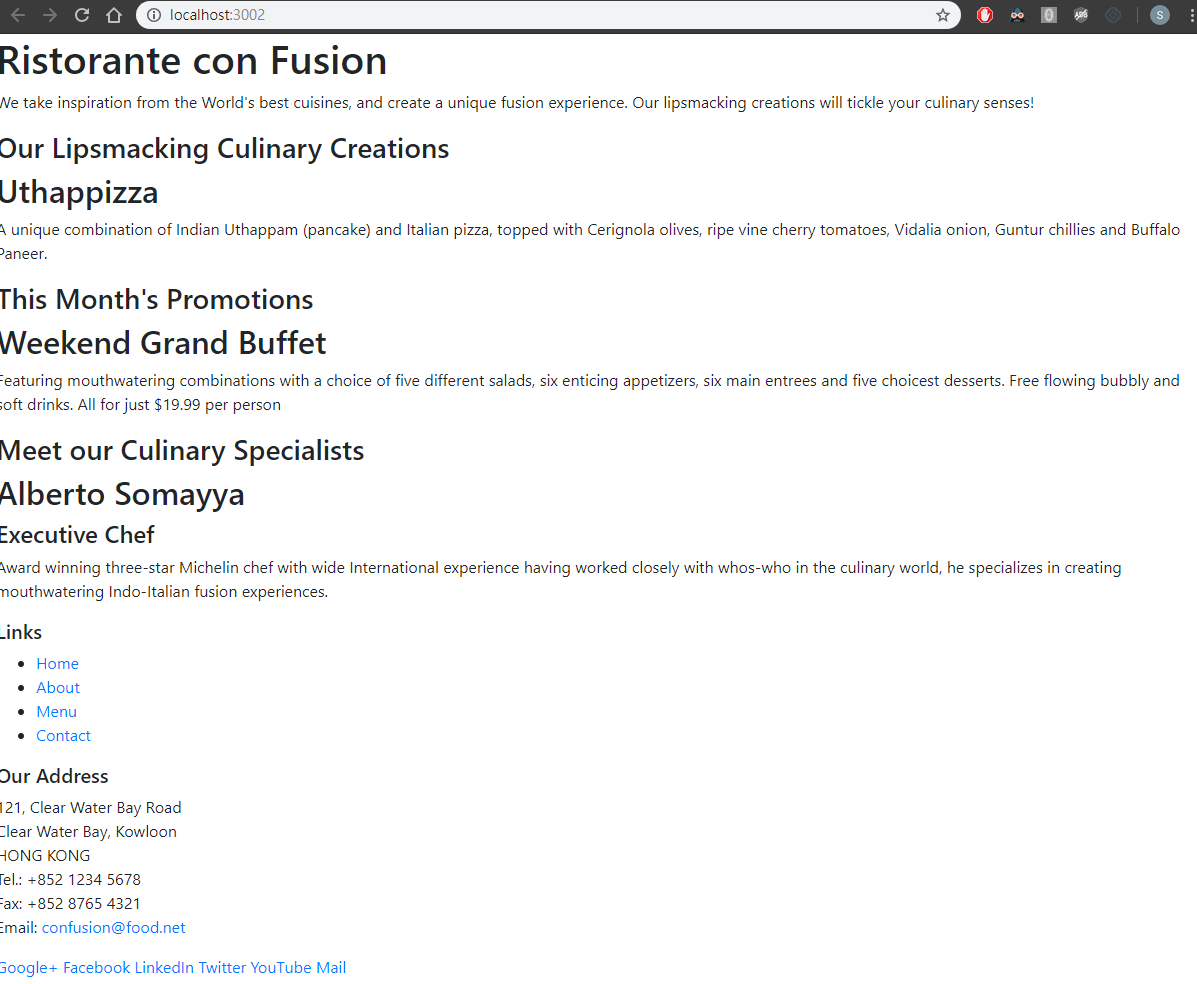 localhost:3002
Ristorante con Fusion
We take inspiration from the World's best cuisines, and create a unique fusion experience. Our lipsmacking creations will tickle your culinary senses!
Our Lipsmacking Culinary Creations
Uthappizza
A unique combination of Indian Uthappam (pancake) and Italian pizza, topped with Cerignola olives, ripe vine cherry tomatoes, Vidalia onion, Guntur chillies and Buffalo
Paneer.
This Month's Promotions
Weekend Grand Buffet
Featuring mouthwatering combinations with a choice of five different salads, six enticing appetizers, six main entrees and five choicest desserts. Free flowing bubbly and
soft drinks. All for just $19.99 per person
Meet our Culinary Specialists
Alberto Somayya
Executive Chef
Award winning three-star Michelin chef with wide International experience having worked closely with whos-who in the culinary world, he specializes in creating
mouthwatering Indo-Italian fusion experiences.
Links
Home
About
Menu
Contact
Our Address
121, Clear Water Bay Road
Clear Water Bay, Kowloon
HONG KONG
Tel.: +852 1234 5678
Fax: +852 8765 4321
Email: confusion@food.net
Google+ Facebook LinkedIn Twitter YouTube Mail